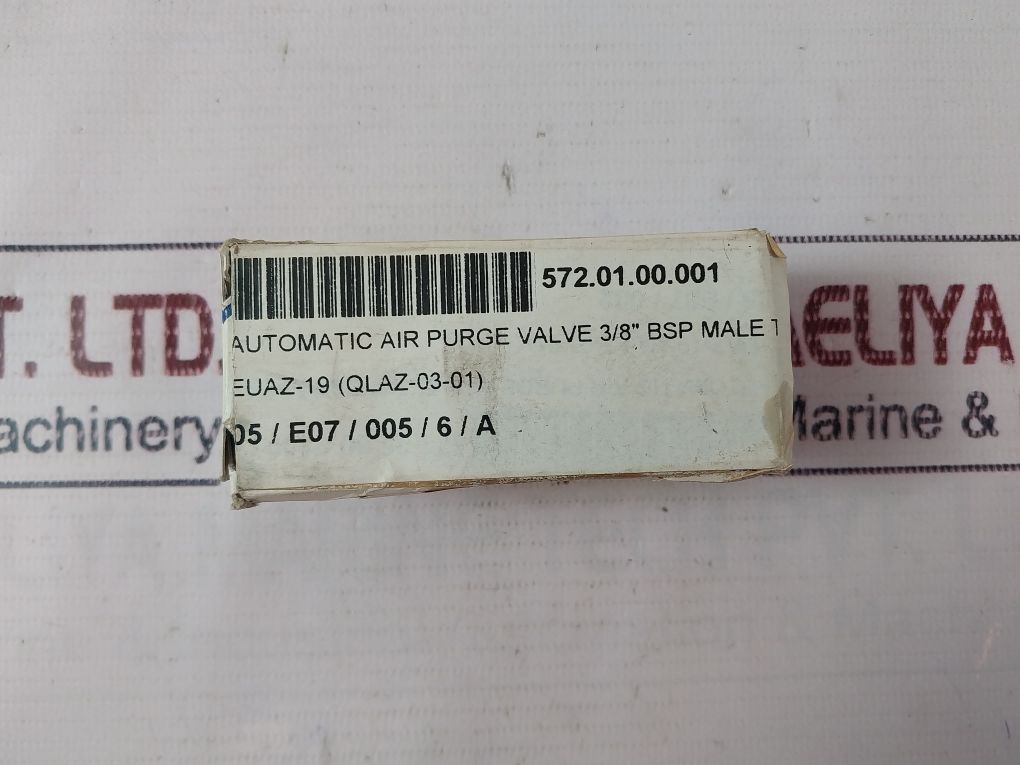 572.01.00.001
AUTOMATIC AIR PURGE VALVE 3/8" BSP MALE T
EUAZ-19 (QLAZ-03-01)
05 / E07 / 005 / 6 / A
T. LTD.
AELIYA
achinery
Marine &